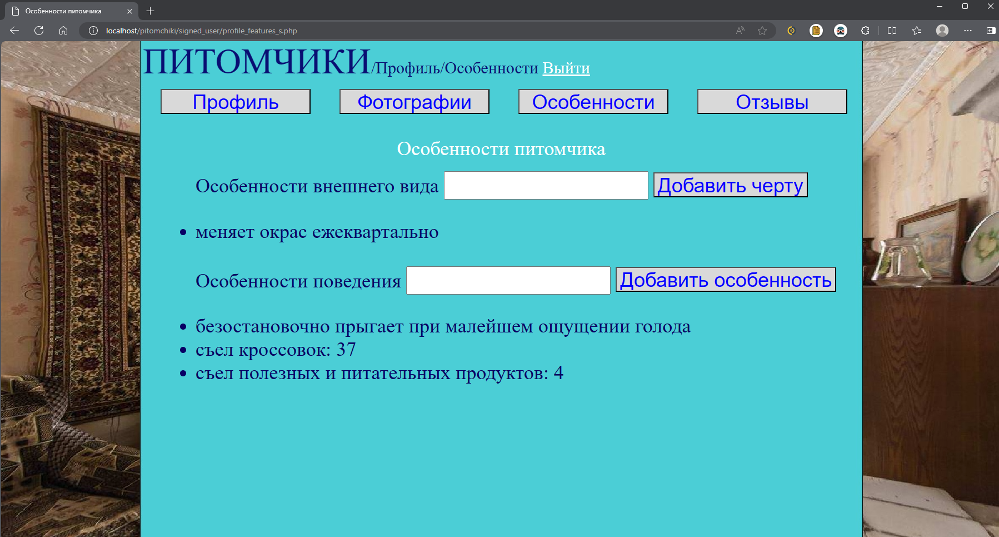 Особенности питомчика
localhost/pitomchiki/signed_user/profile_features_s.php
ПИТОМЧИКИ/Профиль/Особенности Выйти
Профиль Фотографии Особенности Отзывы
Особенности питомчика
Особенности внешнего вида Добавить черту
• меняет окрас ежеквартально
Особенности поведения Добавить особенность
• безостановочно прыгает при малейшем ощущении голода
• съел кроссовок: 37
• съел полезных и питательных продуктов: 4